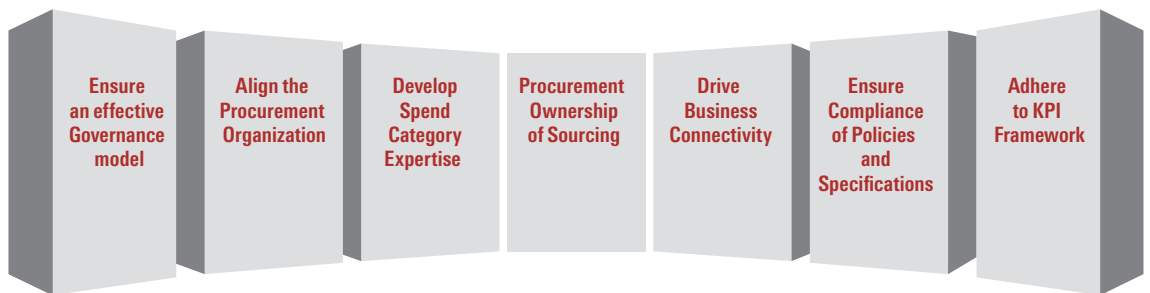 Ensure
an effective
Governance
model
Align the
Procurement
Organization
Develop
Spend
Category
Expertise
Procurement
Ownership
of Sourcing
Drive
Business
Connectivity
Ensure
Compliance
of Policies
and
Specifications
Adhere
to KPI
Framework